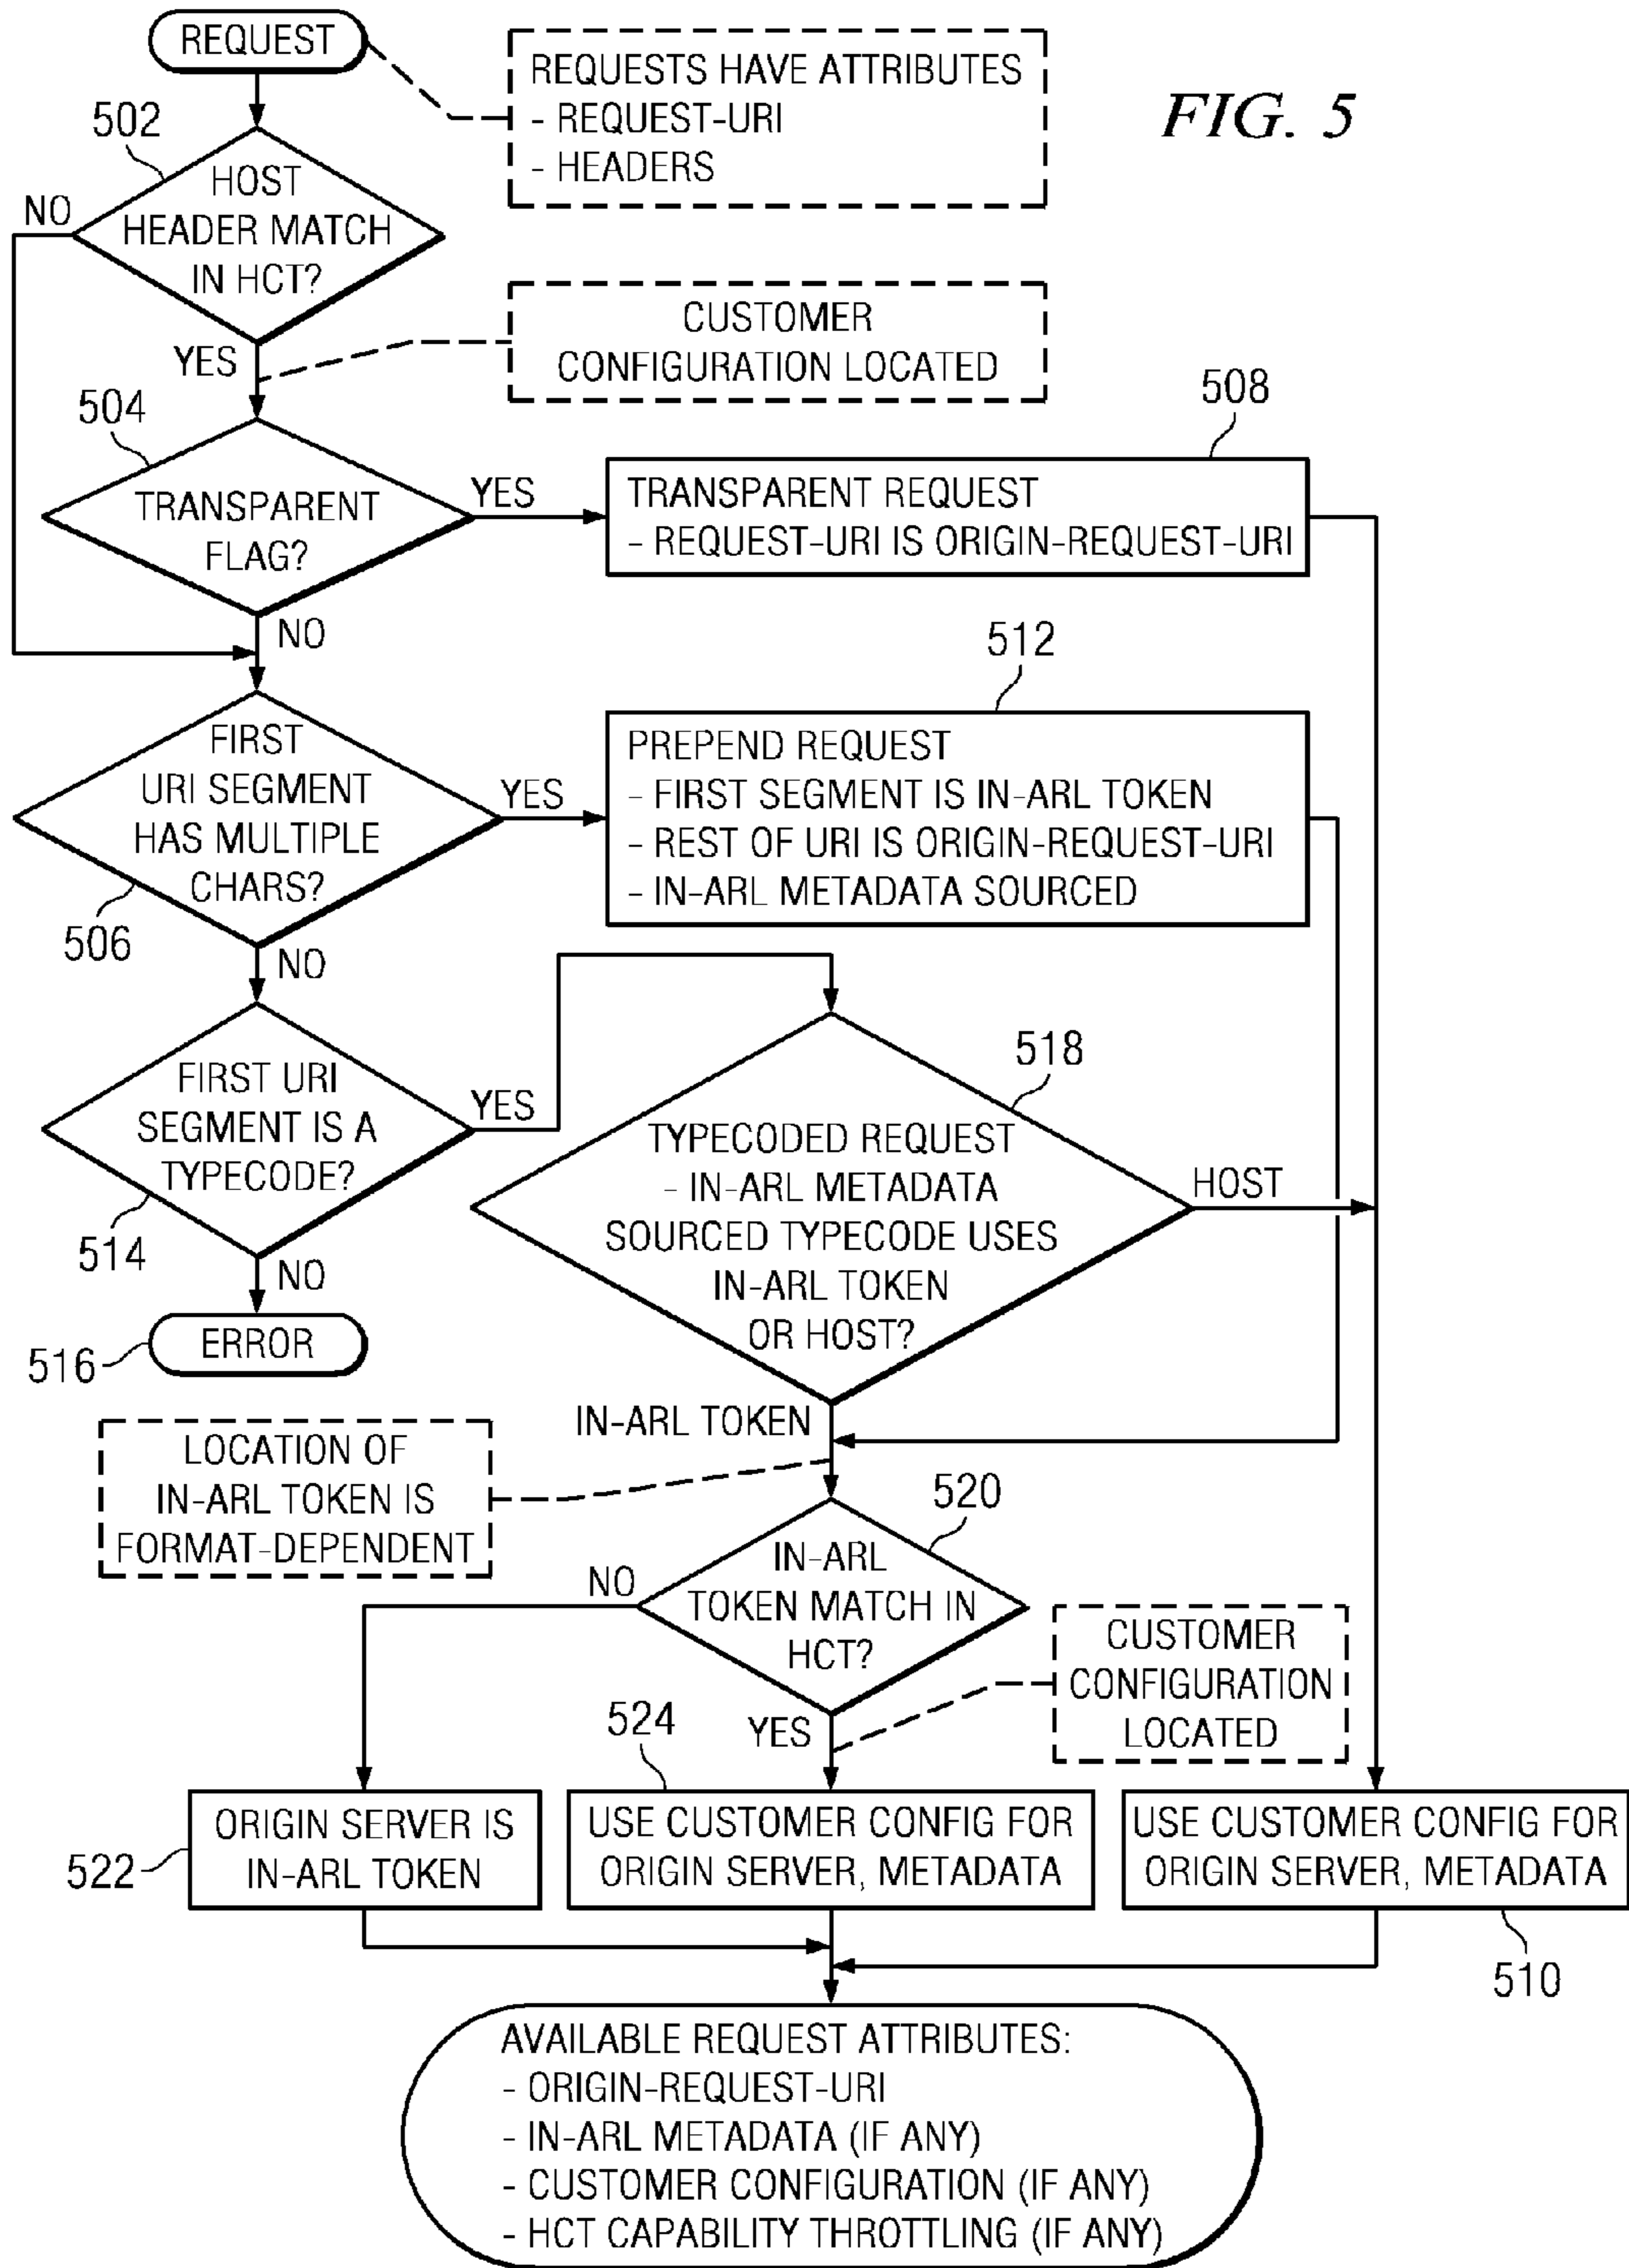 REQUEST
REQUESTS HAVE ATTRIBUTES
- REQUEST-URI
- HEADERS
FIG. 5
502
HOST
HEADER MATCH
IN HCT?
NO
YES
CUSTOMER
CONFIGURATION LOCATED
504
TRANSPARENT
FLAG?
YES
NO
508
TRANSPARENT REQUEST
- REQUEST-URI IS ORIGIN-REQUEST-URI
512
FIRST
URI SEGMENT
HAS MULTIPLE
CHARS?
506
YES
NO
PREPEND REQUEST
- FIRST SEGMENT IS IN-ARL TOKEN
- REST OF URI IS ORIGIN-REQUEST-URI
- IN-ARL METADATA SOURCED
FIRST URI
SEGMENT IS A
TYPECODE?
514
YES
NO
ERROR
516
518
TYPECODED REQUEST
- IN-ARL METADATA
SOURCED TYPECODE USES
IN-ARL TOKEN
OR HOST?
HOST
IN-ARL TOKEN
LOCATION OF
IN-ARL TOKEN IS
FORMAT-DEPENDENT
520
IN-ARL
TOKEN MATCH IN
HCT?
NO
YES
CUSTOMER
CONFIGURATION
LOCATED
524
ORIGIN SERVER IS
IN-ARL TOKEN
522
USE CUSTOMER CONFIG FOR
ORIGIN SERVER, METADATA
USE CUSTOMER CONFIG FOR
ORIGIN SERVER, METADATA
510
AVAILABLE REQUEST ATTRIBUTES:
- ORIGIN-REQUEST-URI
- IN-ARL METADATA (IF ANY)
- CUSTOMER CONFIGURATION (IF ANY)
- HCT CAPABILITY THROTTLING (IF ANY)